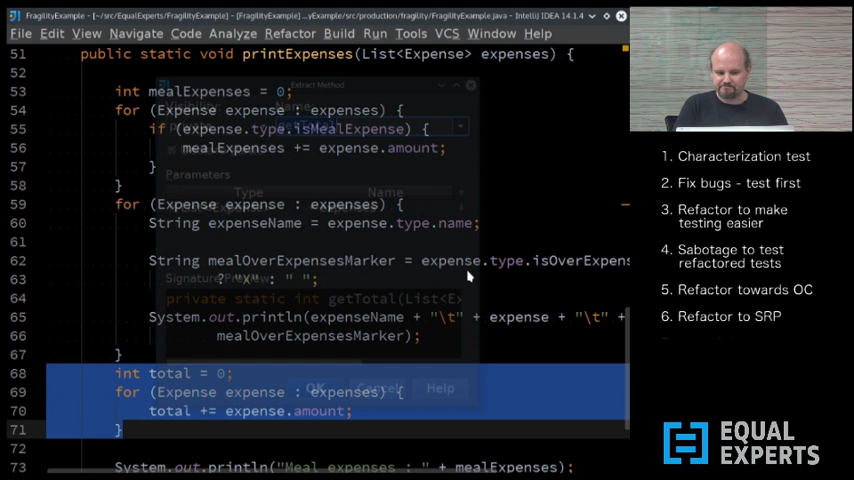 FragilityExample - [~/src/EqualExperts/FragilityExample] - [FragilityExample] .../yExample/src/production/fragility/FragilityExample.java - IntelliJ IDEA 14.1.4
File Edit View Navigate Code Analyze Refactor Build Run Tools VCS Window Help
51 public static void printExpenses(List<Expense> expenses) {
52
53 int mealExpenses = 0;
54 for (Expense expense : expenses) {
55 if (expense.type.isMealExpense) {
56 mealExpenses += expense.amount;
57 }
58 }
59 for (Expense expense : expenses) {
60 String expenseName = expense.type.name;
61
62 String mealOverExpensesMarker = expense.type.isOverExpens
63 ? "X" : " ";
64
65 System.out.println(expenseName + "\t" + expense + "\t" +
66 mealOverExpensesMarker);
67 }
68 int total = 0;
69 for (Expense expense : expenses) {
70 total += expense.amount;
71 }
72
73 System.out.println("Meal expenses : " + mealExpenses);
Extract Method
Visibility: Name
getTotal
Parameters
Type Name
Signature Preview
private static int getTotal(List<Ex
OK Cancel Help
1. Characterization test
2. Fix bugs - test first
3. Refactor to make
testing easier
4. Sabotage to test
refactored tests
5. Refactor towards OC
6. Refactor to SRP
EQUAL
EXPERTS